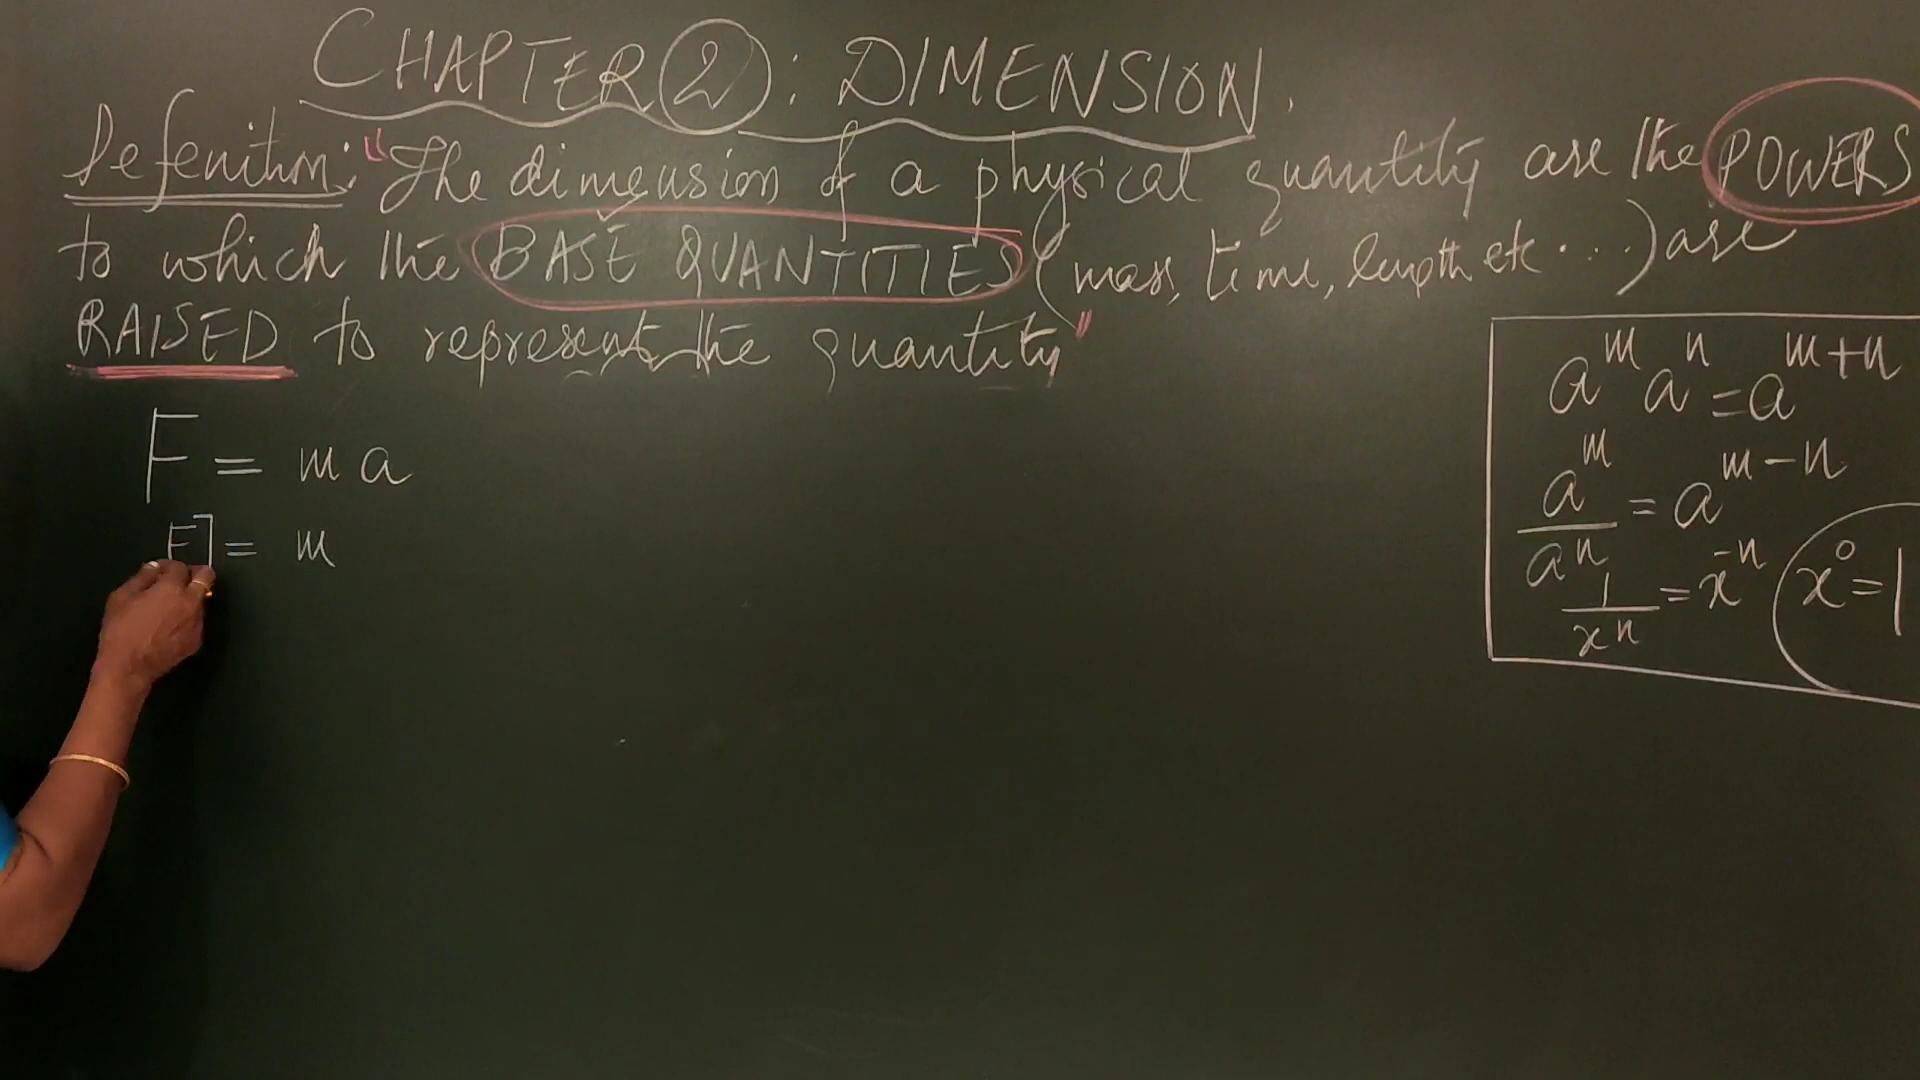 CHAPTER 2 : DIMENSION.
Defenition: "The dimension of a physical quantity are the POWERS
to which the BASE QUANTITIES (mass, time, length etc ....) are
RAISED to represent the quantity"
F = m a
F] = m
a^m a^n = a^{m+n}
a^m / a^n = a^{m-n}
1 / x^n = x^{-n}
x^0 = 1